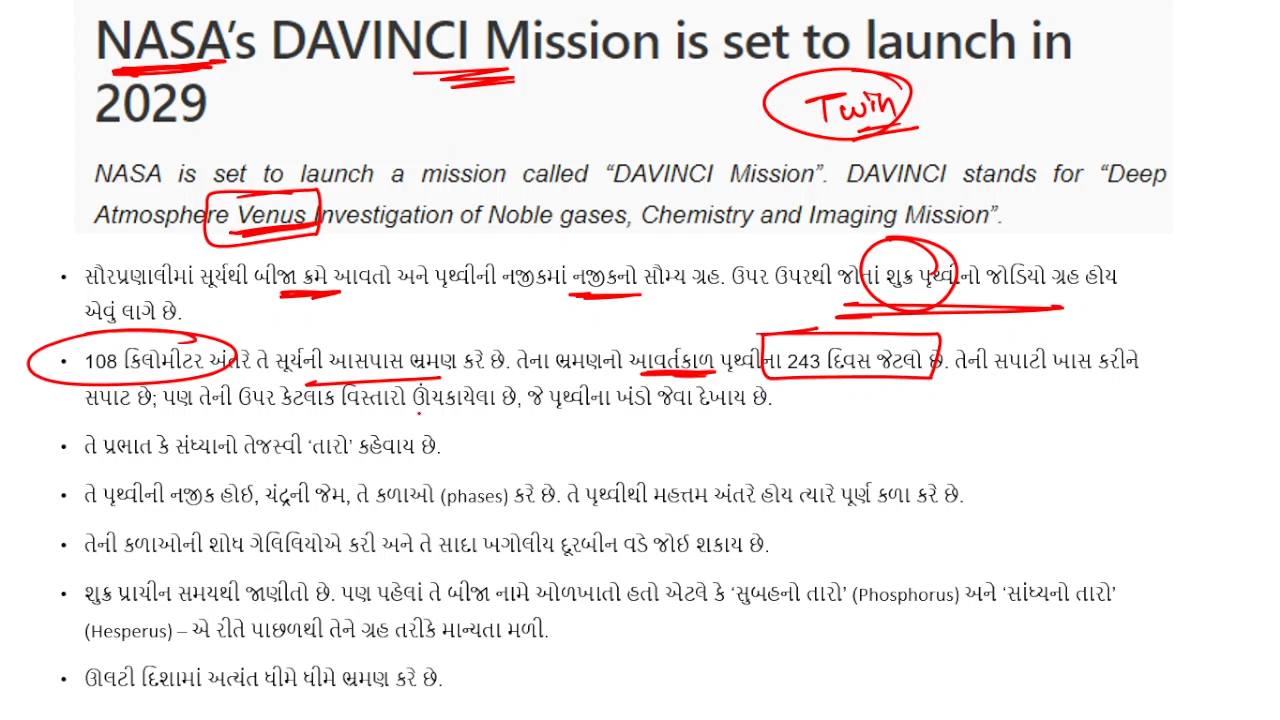 NASA's DAVINCI Mission is set to launch in
2029
Twin
NASA is set to launch a mission called “DAVINCI Mission”. DAVINCI stands for “Deep
Atmosphere Venus Investigation of Noble gases, Chemistry and Imaging Mission”.
• સૌરપ્રણાલીમાં સૂર્યથી બીજા ક્રમે આવતો અને પૃથ્વીની નજીકમાં નજીકનો સૌમ્ય ગ્રહ. ઉપર ઉપરથી જોતાં શુક્ર પૃથ્વીનો જોડિયો ગ્રહ હોય
એવું લાગે છે.
• 108 કિલોમીટર અંતરે તે સૂર્યની આસપાસ ભ્રમણ કરે છે. તેના ભ્રમણનો આવર્તકાળ પૃથ્વીના 243 દિવસ જેટલો છે. તેની સપાટી ખાસ કરીને
સપાટ છે; પણ તેની ઉપર કેટલાક વિસ્તારો ઊંચકાયેલા છે, જે પૃથ્વીના ખંડો જેવા દેખાય છે.
• તે પ્રભાત કે સંધ્યાનો તેજસ્વી ‘તારો’ કહેવાય છે.
• તે પૃથ્વીની નજીક હોઈ, ચંદ્રની જેમ, તે કળાઓ (phases) કરે છે. તે પૃથ્વીથી મહત્તમ અંતરે હોય ત્યારે પૂર્ણ કળા કરે છે.
• તેની કળાઓની શોધ ગેલિલિયોએ કરી અને તે સાદા ખગોલીય દૂરબીન વડે જોઈ શકાય છે.
• શુક્ર પ્રાચીન સમયથી જાણીતો છે. પણ પહેલાં તે બીજા નામે ઓળખાતો હતો એટલે કે ‘સુબહનો તારો’ (Phosphorus) અને ‘સાંધ્યનો તારો’
(Hesperus) – એ રીતે પાછળથી તેને ગ્રહ તરીકે માન્યતા મળી.
• ઊલટી દિશામાં અત્યંત ધીમે ધીમે ભ્રમણ કરે છે.